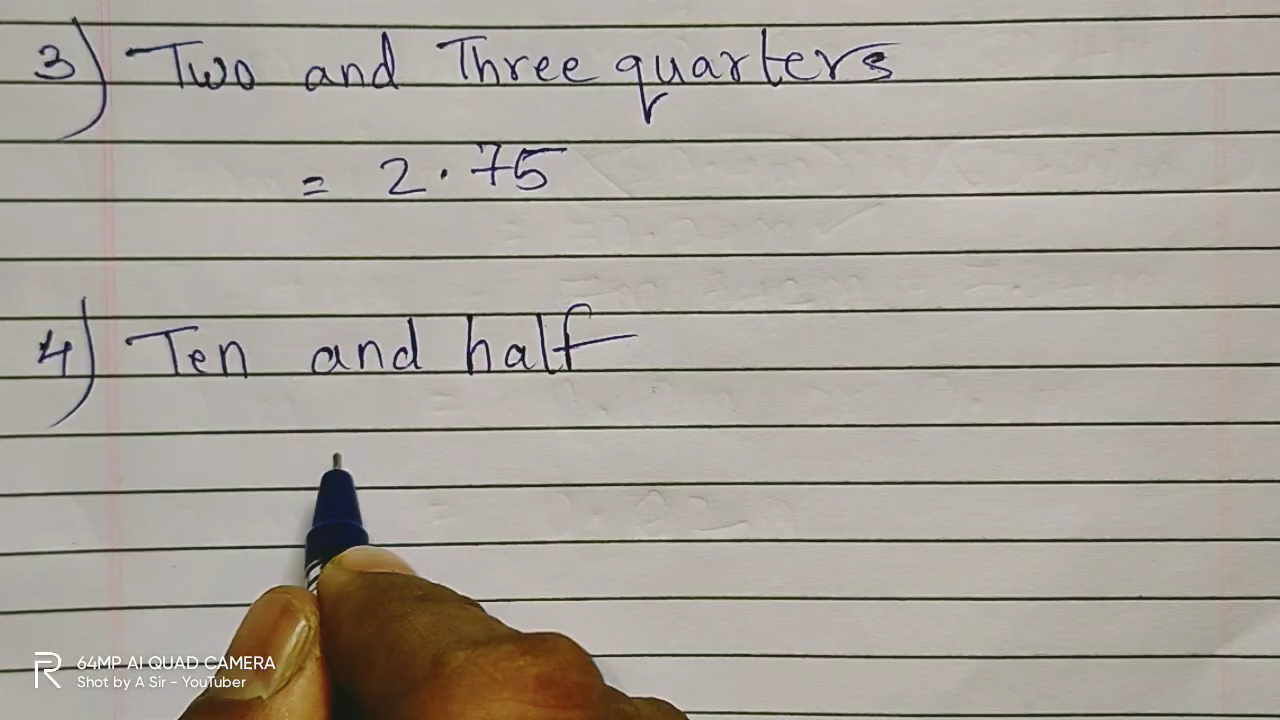 3) Two and Three quarters
= 2.75
4) Ten and half
64MP AI QUAD CAMERA
Shot by A Sir - YouTuber